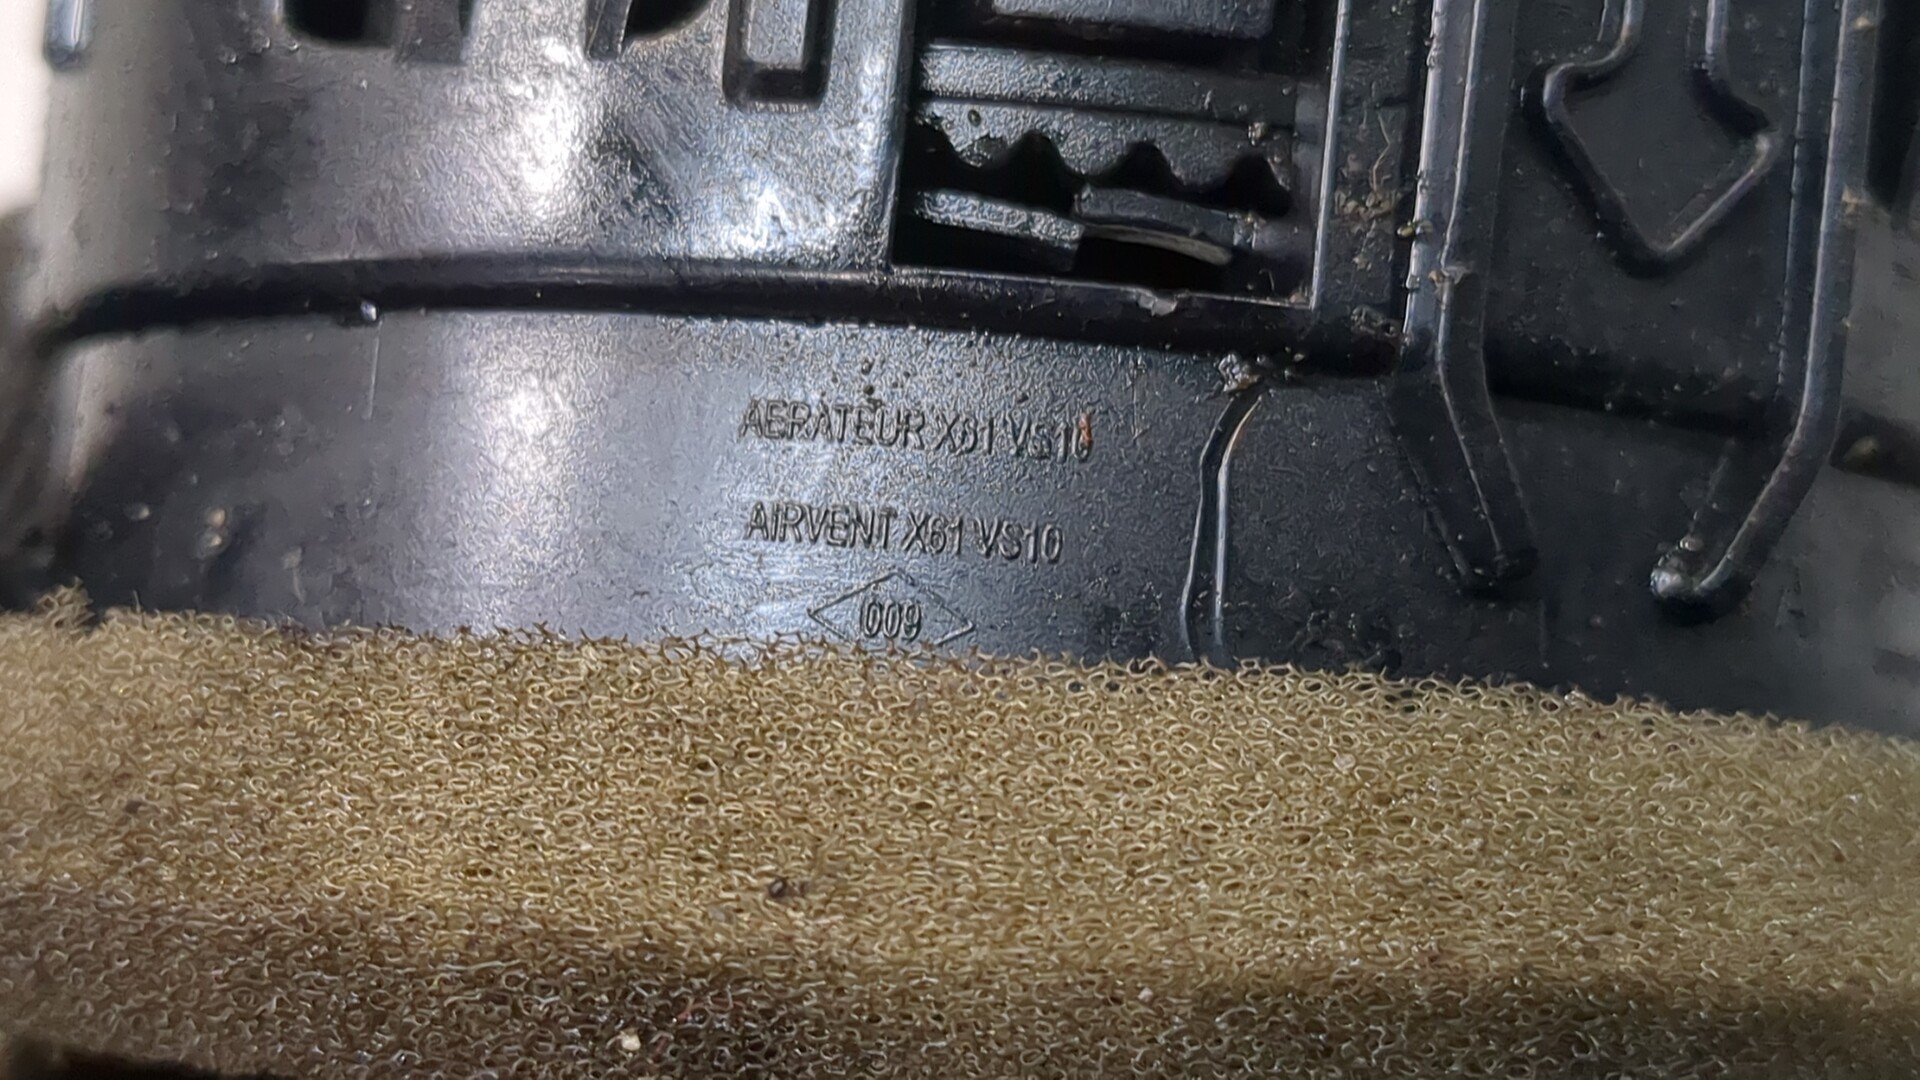 AERATEUR X61 VS10
AIRVENT X61 VS10
009